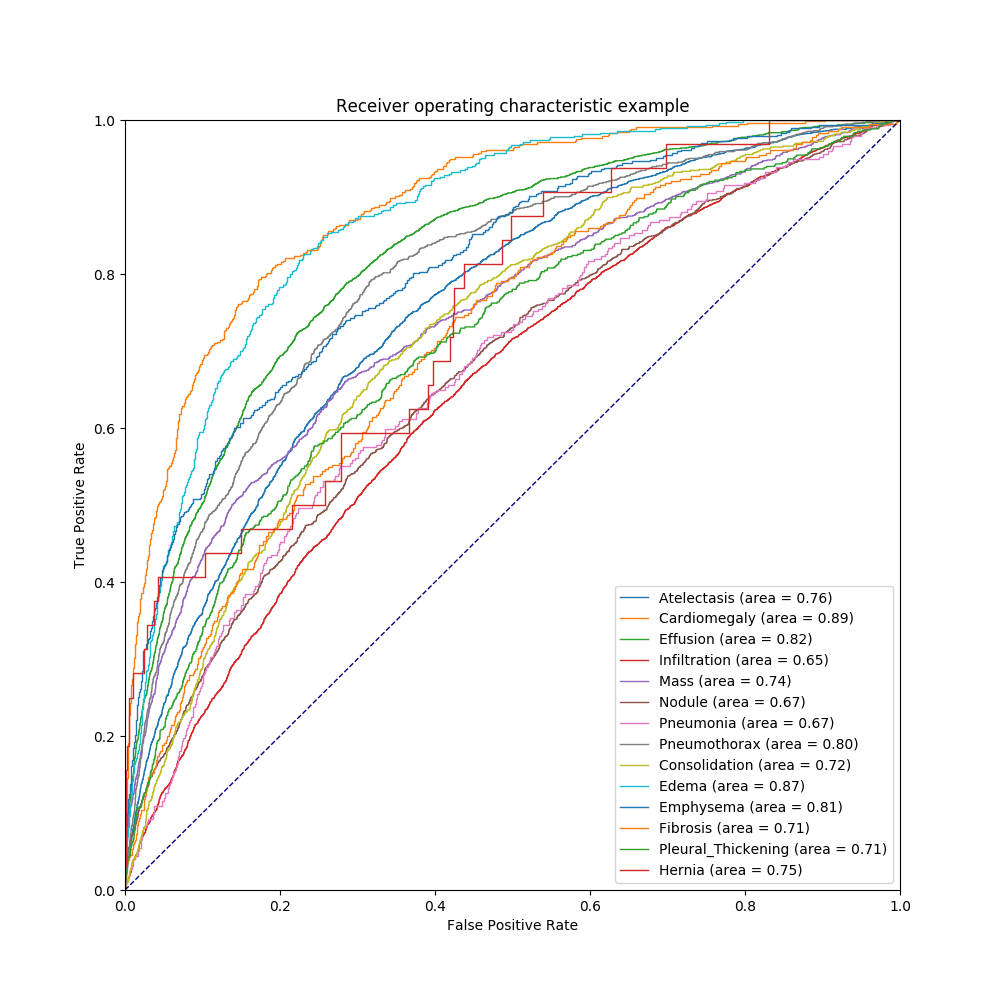 Receiver operating characteristic example
1.0
0.8
0.6
0.4
0.2
0.0
True Positive Rate
0.0 0.2 0.4 0.6 0.8 1.0
False Positive Rate
Atelectasis (area = 0.76)
Cardiomegaly (area = 0.89)
Effusion (area = 0.82)
Infiltration (area = 0.65)
Mass (area = 0.74)
Nodule (area = 0.67)
Pneumonia (area = 0.67)
Pneumothorax (area = 0.80)
Consolidation (area = 0.72)
Edema (area = 0.87)
Emphysema (area = 0.81)
Fibrosis (area = 0.71)
Pleural_Thickening (area = 0.71)
Hernia (area = 0.75)